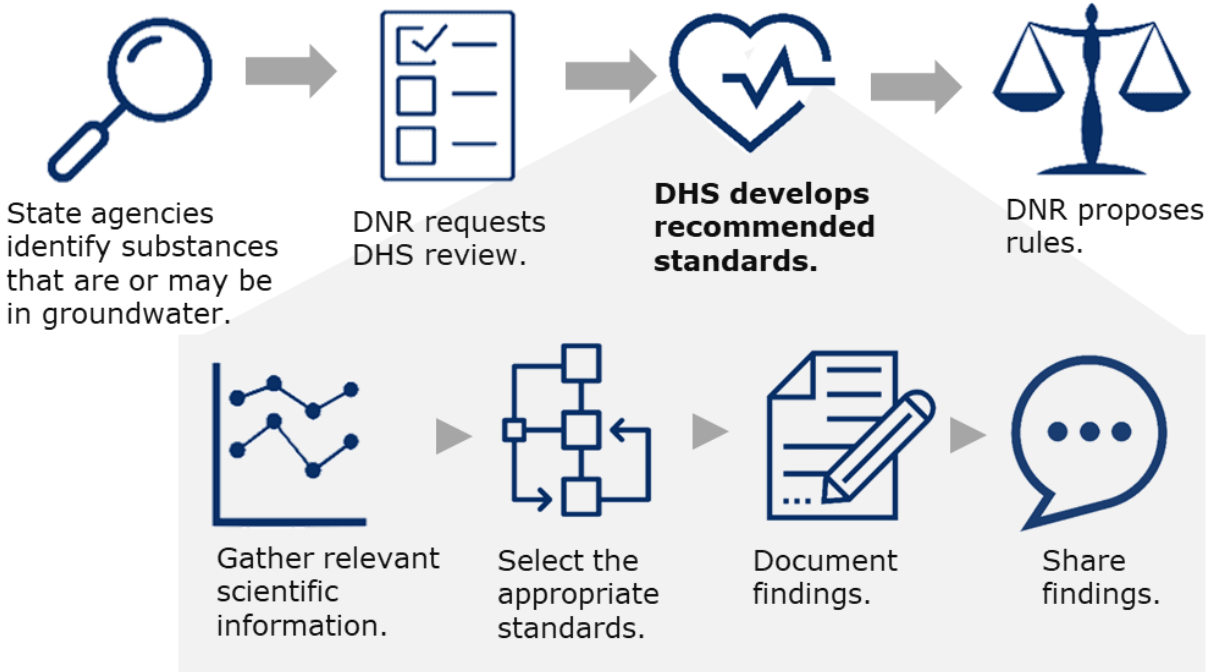 State agencies
identify substances
that are or may be
in groundwater.
DNR requests
DHS review.
DHS develops
recommended
standards.
DNR proposes
rules.
Gather relevant
scientific
information.
Select the
appropriate
standards.
Document
findings.
Share
findings.